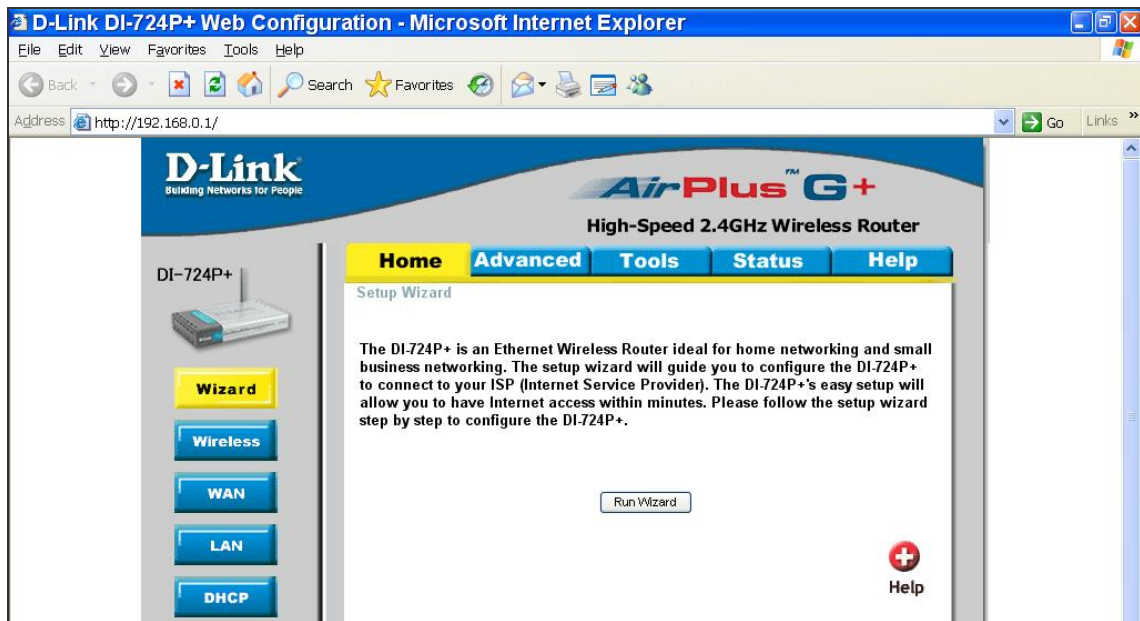 D-Link DI-724P+ Web Configuration - Microsoft Internet Explorer
File Edit View Favorites Tools Help
Back Search Favorites
Address http://192.168.0.1/ Go Links »
D-Link
Building Networks for People
AirPlus™ G+
High-Speed 2.4GHz Wireless Router
DI-724P+
Home Advanced Tools Status Help
Setup Wizard
The DI-724P+ is an Ethernet Wireless Router ideal for home networking and small
business networking. The setup wizard will guide you to configure the DI-724P+
to connect to your ISP (Internet Service Provider). The DI-724P+'s easy setup will
allow you to have Internet access within minutes. Please follow the setup wizard
step by step to configure the DI-724P+.
Run Wizard
Help
Wizard
Wireless
WAN
LAN
DHCP